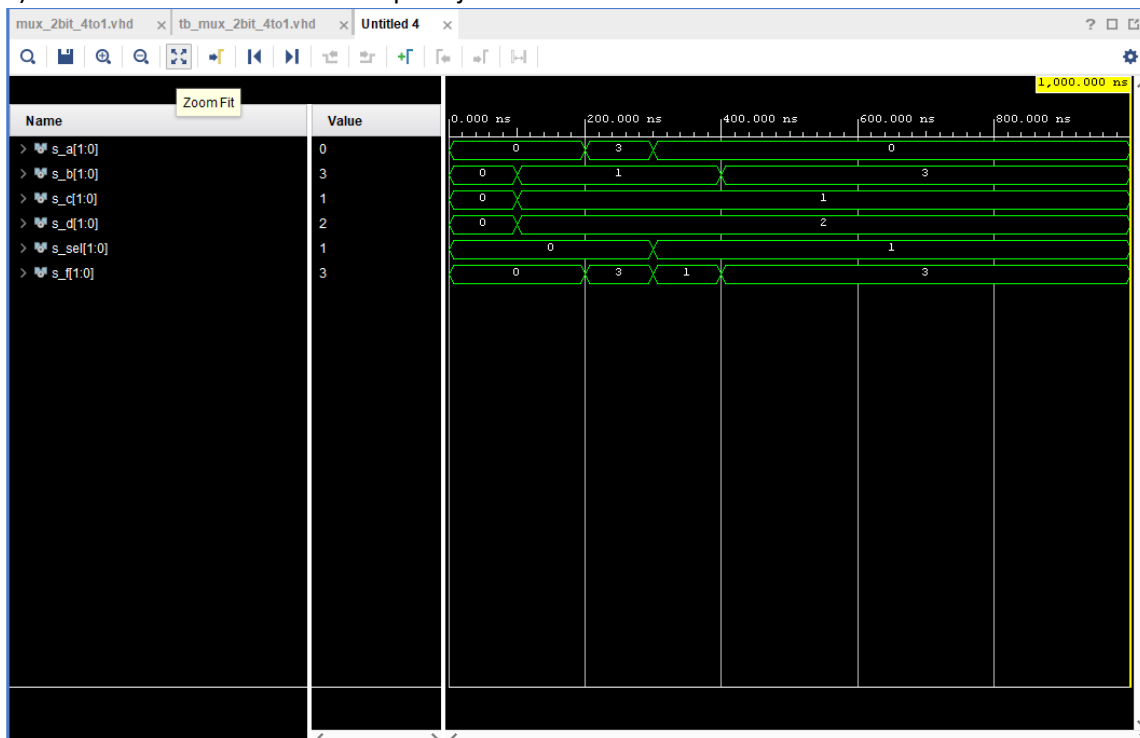 mux_2bit_4to1.vhd × tb_mux_2bit_4to1.vhd × Untitled 4 ×
Zoom Fit
1,000.000 ns
Name Value 0.000 ns 200.000 ns 400.000 ns 600.000 ns 800.000 ns
s_a[1:0] 0 0 3 0
s_b[1:0] 3 0 1 3
s_c[1:0] 1 0 1
s_d[1:0] 2 0 2
s_sel[1:0] 1 0 1
s_f[1:0] 3 0 3 1 3